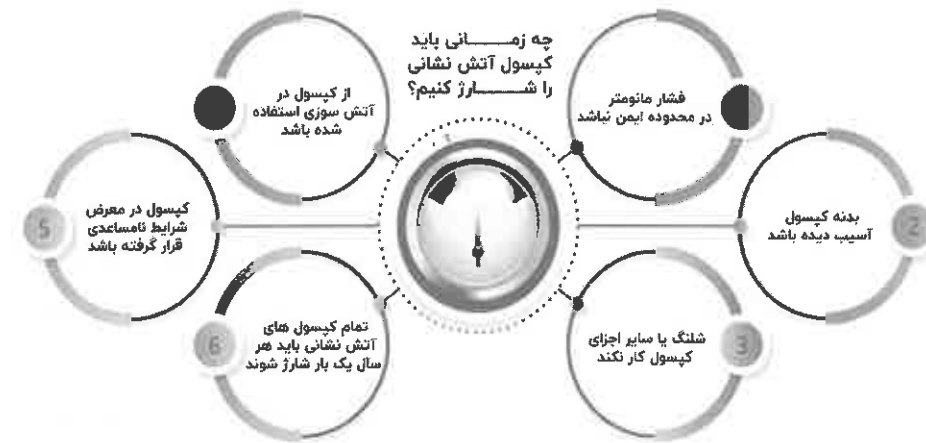 چه زمـــانی باید
کپسول آتش نشانی
را شـــارژ کنیم؟
فشار مانومتر
در محدوده ایمن نباشد
بدنه کپسول
آسیب دیده باشد
2
شلنگ یا سایر اجزای
کپسول کار نکند
3
از کپسول در
آتش سوزی استفاده
شده باشد
کپسول در معرض
شرایط نامساعدی
قرار گرفته باشد
5
تمام کپسول های
آتش نشانی باید هر
سال یک بار شارژ شوند
6